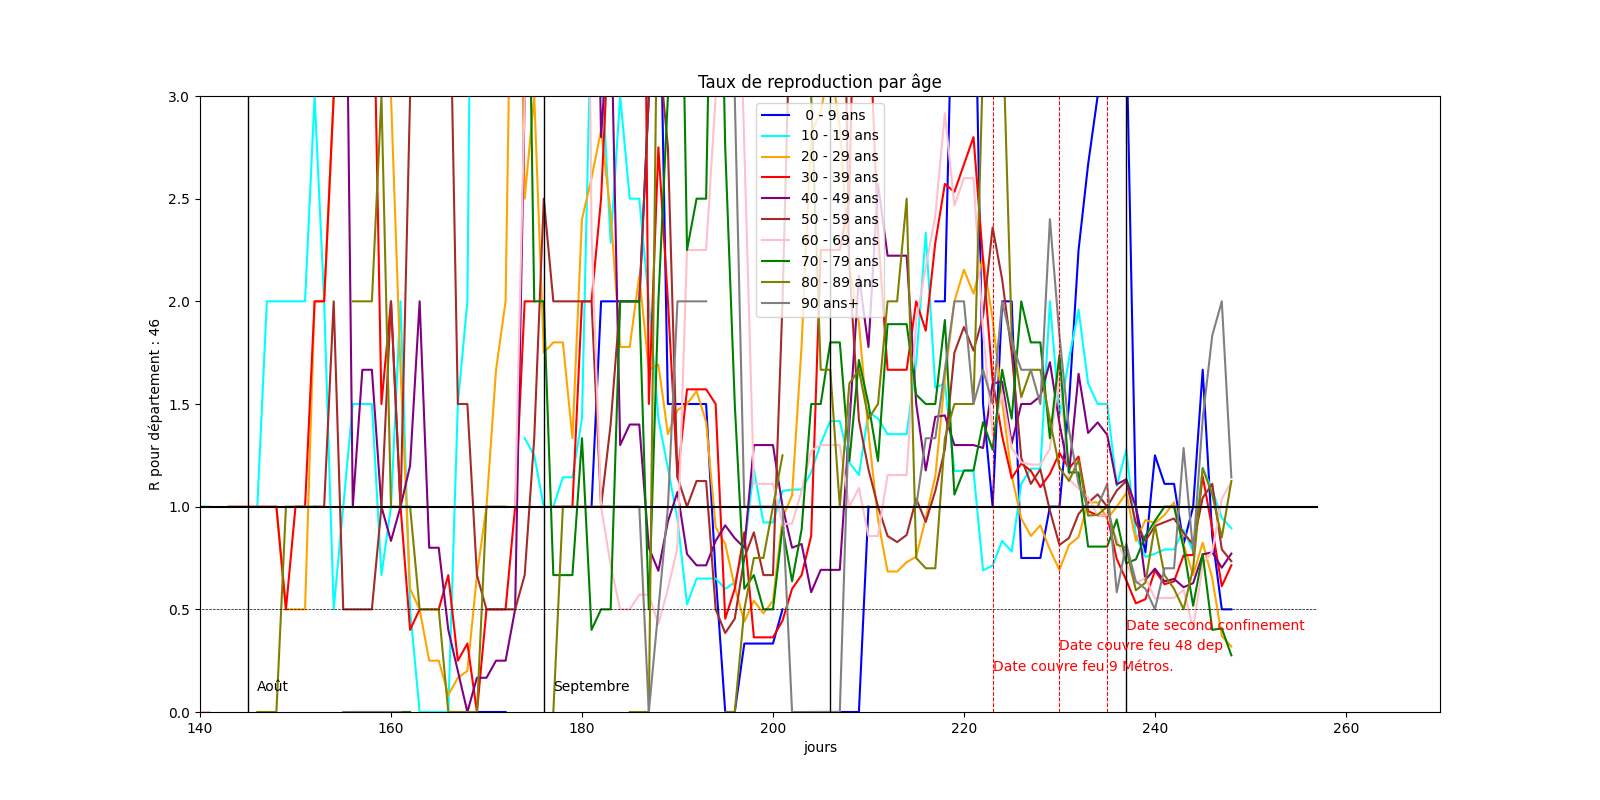 Taux de reproduction par âge
R pour département : 46
3.0
2.5
2.0
1.5
1.0
0.5
0.0
0 - 9 ans
10 - 19 ans
20 - 29 ans
30 - 39 ans
40 - 49 ans
50 - 59 ans
60 - 69 ans
70 - 79 ans
80 - 89 ans
90 ans+
Date second confinement
Date couvre feu 48 dep
Date couvre feu 9 Métros.
Août
Septembre
140
160
180
200
220
240
260
jours